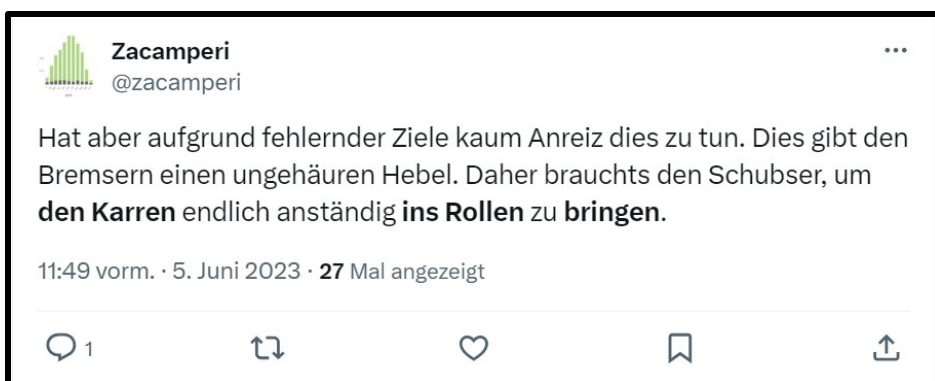 Zacamperi
@zacamperi
Hat aber aufgrund fehlernder Ziele kaum Anreiz dies zu tun. Dies gibt den
Bremsern einen ungehäuren Hebel. Daher brauchts den Schubser, um
den Karren endlich anständig ins Rollen zu bringen.
11:49 vorm. · 5. Juni 2023 · 27 Mal angezeigt
1